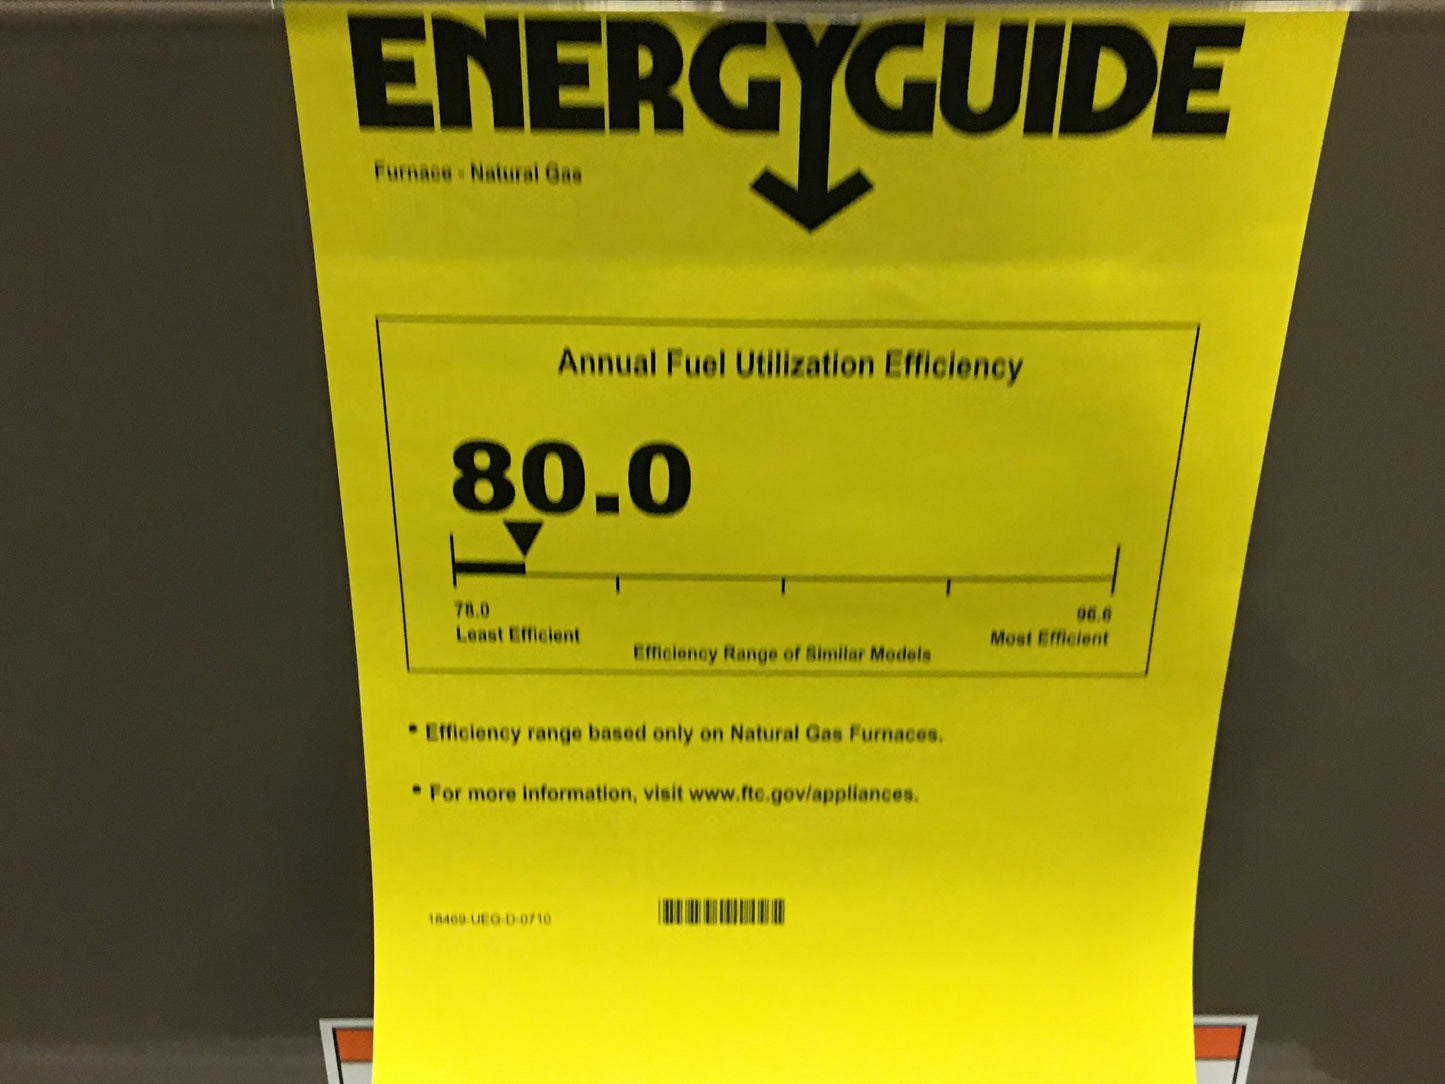 ENERGYGUIDE
Furnace - Natural Gas
Annual Fuel Utilization Efficiency
80.0
78.0
96.6
Least Efficient
Most Efficient
Efficiency Range of Similar Models
* Efficiency range based only on Natural Gas Furnaces.
* For more information, visit www.ftc.gov/appliances.
18469-UEG-D-0710